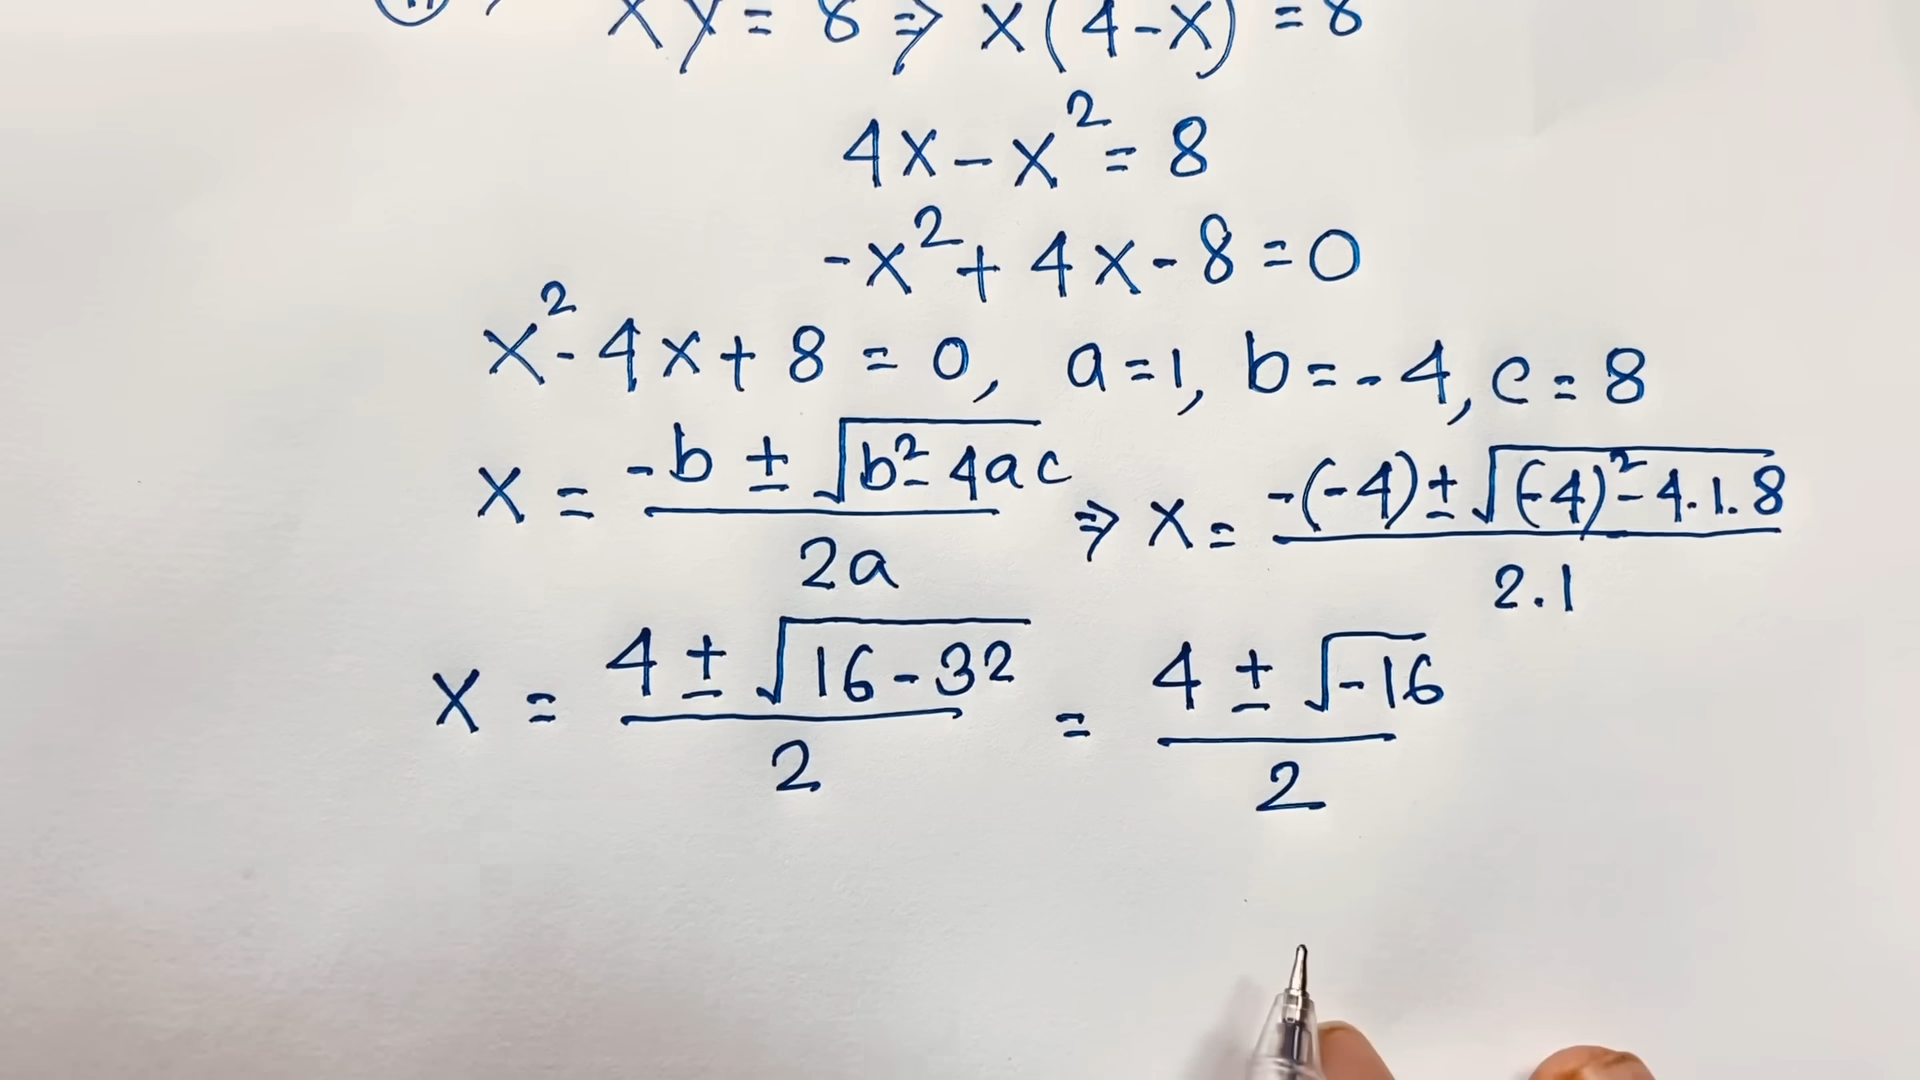 xy = 8 ⇒ x(4-x) = 8
4x - x² = 8
-x² + 4x - 8 = 0
x² - 4x + 8 = 0, a=1, b=-4, c=8
x = (-b ± √(b² - 4ac)) / 2a ⇒ x = (-(-4) ± √((-4)² - 4.1.8)) / 2.1
x = (4 ± √(16-32)) / 2 = (4 ± √-16) / 2